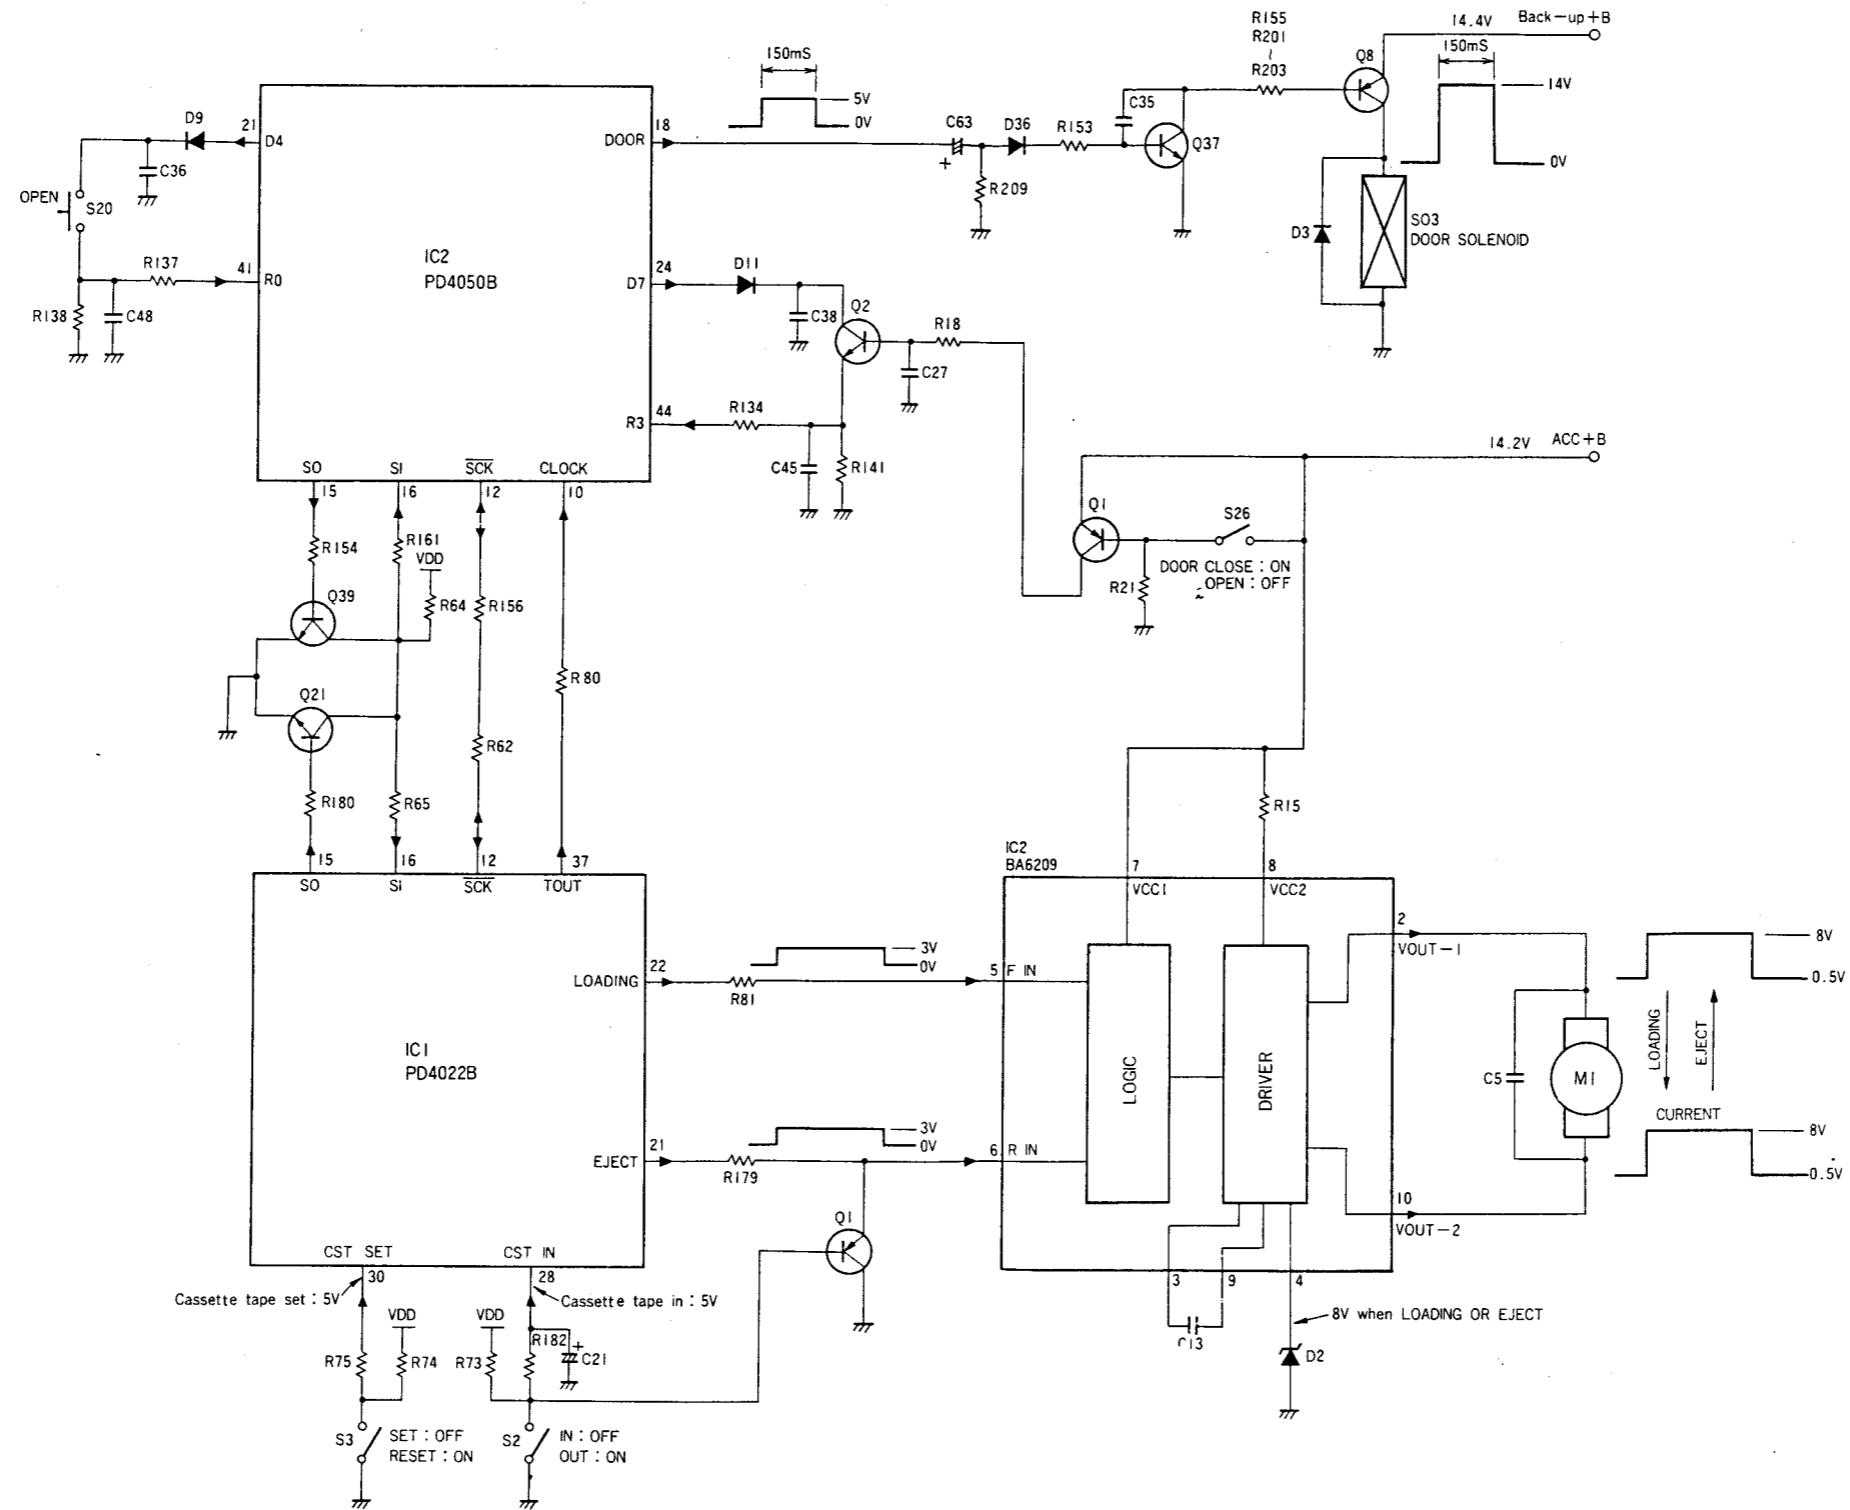 R155
R201
≀
R203
14.4V
Back-up+B
150mS
Q8
14V
0V
150mS
5V
0V
D9
21
D4
DOOR
18
C63
+
D36
R153
C35
Q37
R209
C36
OPEN
S20
D3
SO3
DOOR SOLENOID
IC2
PD4050B
R137
41
R0
R138
C48
D7
24
D11
C38
Q2
R18
C27
R3
44
R134
C45
R141
14.2V
ACC+B
Q1
S26
DOOR CLOSE : ON
OPEN : OFF
R21
SO
SI
SCK
CLOCK
15
16
12
10
R154
R161
VDD
Q39
R64
R156
R80
Q21
R62
R180
R65
R15
15
16
12
37
SO
SI
SCK
TOUT
IC2
BA6209
7
VCC1
8
VCC2
LOADING
22
R81
3V
0V
5
F IN
2
VOUT-1
8V
0.5V
IC1
PD4022B
LOGIC
DRIVER
C5
M1
LOADING
EJECT
CURRENT
8V
0.5V
EJECT
21
R179
3V
0V
6
R IN
10
VOUT-2
Q1
CST SET
CST IN
30
28
Cassette tape set : 5V
Cassette tape in : 5V
3
9
4
C13
8V when LOADING OR EJECT
D2
VDD
VDD
R75
R74
R73
R182
+
C21
S3
SET : OFF
RESET : ON
S2
IN : OFF
OUT : ON